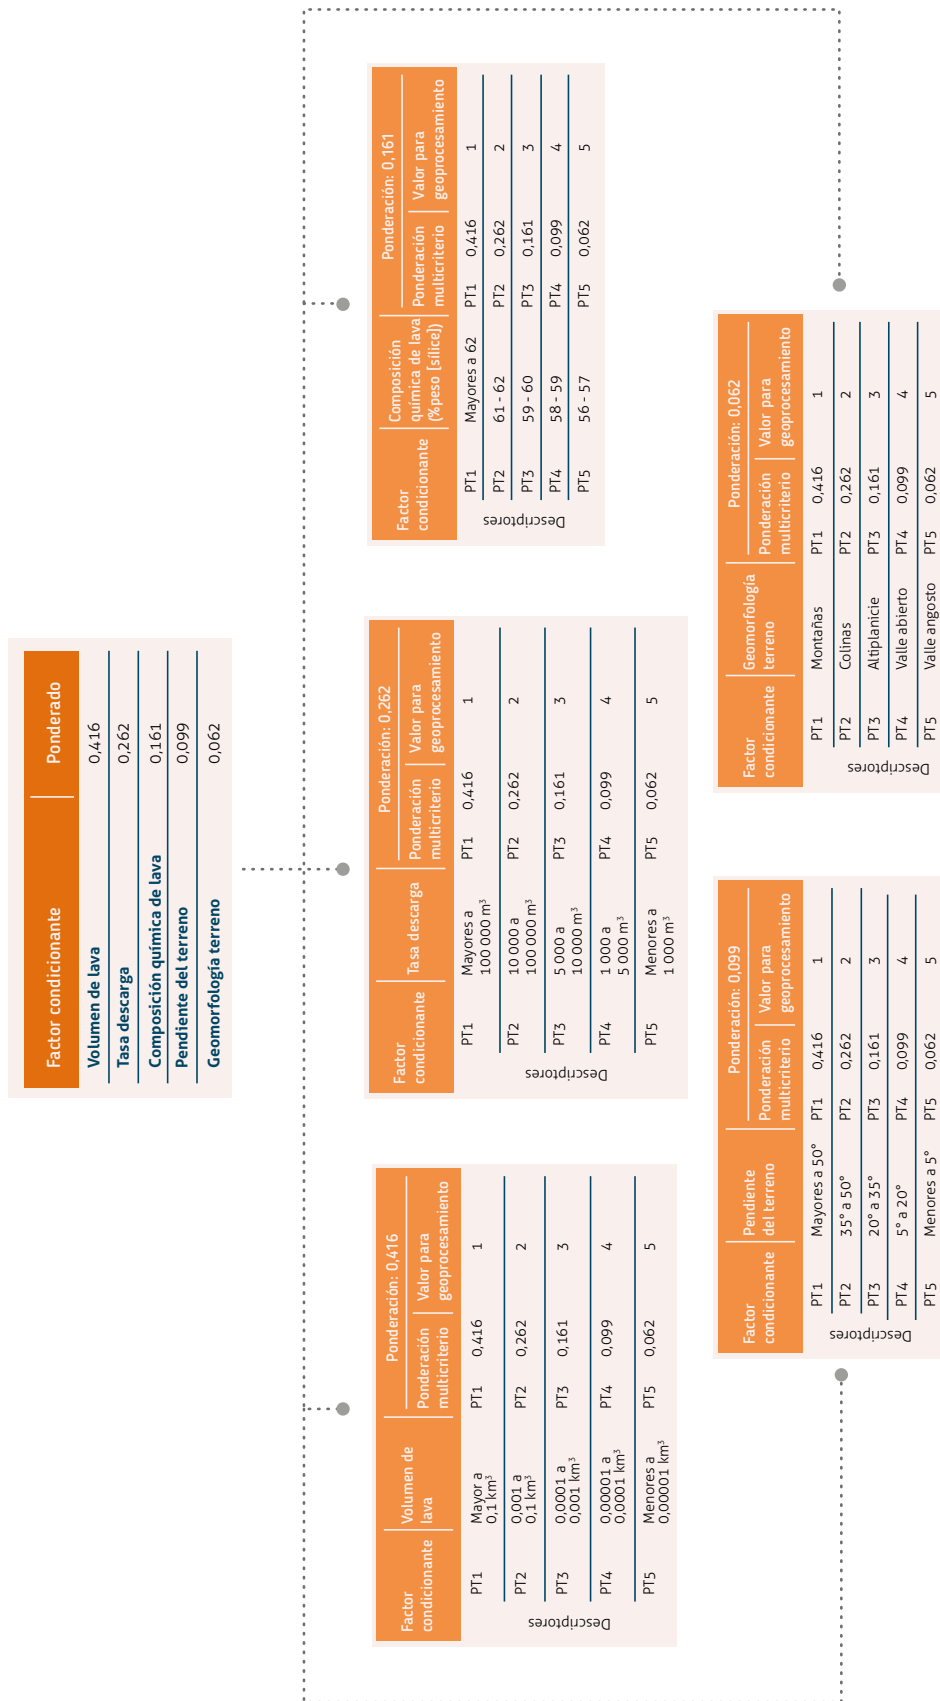 Factor condicionante Ponderado
Volumen de lava 0,416
Tasa descarga 0,262
Composición química de lava 0,161
Pendiente del terreno 0,099
Geomorfología terreno 0,062
Factor condicionante
Volumen de lava
Ponderación: 0,416
Ponderación multicriterio
Valor para geoprocesamiento
Descriptores
PT1 Mayor a 0,1 km³ PT1 0,416 1
PT2 0,001 a 0,1 km³ PT2 0,262 2
PT3 0,0001 a 0,001 km³ PT3 0,161 3
PT4 0,00001 a 0,0001 km³ PT4 0,099 4
PT5 Menores a 0,00001 km³ PT5 0,062 5
Factor condicionante
Tasa descarga
Ponderación: 0,262
Ponderación multicriterio
Valor para geoprocesamiento
Descriptores
PT1 Mayores a 100 000 m³ PT1 0,416 1
PT2 10 000 a 100 000 m³ PT2 0,262 2
PT3 5 000 a 10 000 m³ PT3 0,161 3
PT4 1 000 a 5 000 m³ PT4 0,099 4
PT5 Menores a 1 000 m³ PT5 0,062 5
Factor condicionante
Composición química de lava (%peso [sílice])
Ponderación: 0,161
Ponderación multicriterio
Valor para geoprocesamiento
Descriptores
PT1 Mayores a 62 PT1 0,416 1
PT2 61 - 62 PT2 0,262 2
PT3 59 - 60 PT3 0,161 3
PT4 58 - 59 PT4 0,099 4
PT5 56 - 57 PT5 0,062 5
Factor condicionante
Pendiente del terreno
Ponderación: 0,099
Ponderación multicriterio
Valor para geoprocesamiento
Descriptores
PT1 Mayores a 50° PT1 0,416 1
PT2 35° a 50° PT2 0,262 2
PT3 20° a 35° PT3 0,161 3
PT4 5° a 20° PT4 0,099 4
PT5 Menores a 5° PT5 0,062 5
Factor condicionante
Geomorfología terreno
Ponderación: 0,062
Ponderación multicriterio
Valor para geoprocesamiento
Descriptores
PT1 Montañas PT1 0,416 1
PT2 Colinas PT2 0,262 2
PT3 Altiplanicie PT3 0,161 3
PT4 Valle abierto PT4 0,099 4
PT5 Valle angosto PT5 0,062 5